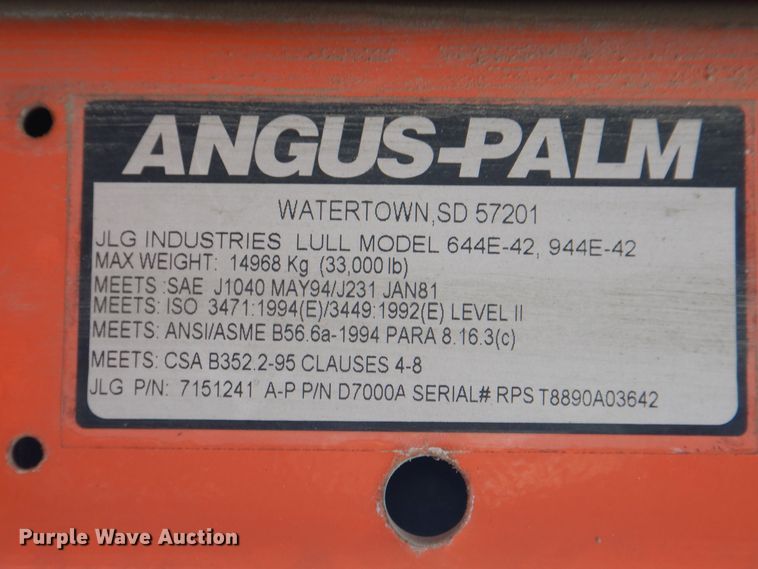 ANGUS-PALM
WATERTOWN,SD 57201
JLG INDUSTRIES LULL MODEL 644E-42, 944E-42
MAX WEIGHT: 14968 Kg (33,000 lb)
MEETS :SAE J1040 MAY94/J231 JAN81
MEETS: ISO 3471:1994(E)/3449:1992(E) LEVEL II
MEETS: ANSI/ASME B56.6a-1994 PARA 8.16.3(c)
MEETS: CSA B352.2-95 CLAUSES 4-8
JLG P/N: 7151241 A-P P/N D7000A SERIAL# RPS T8890A03642
Purple Wave Auction